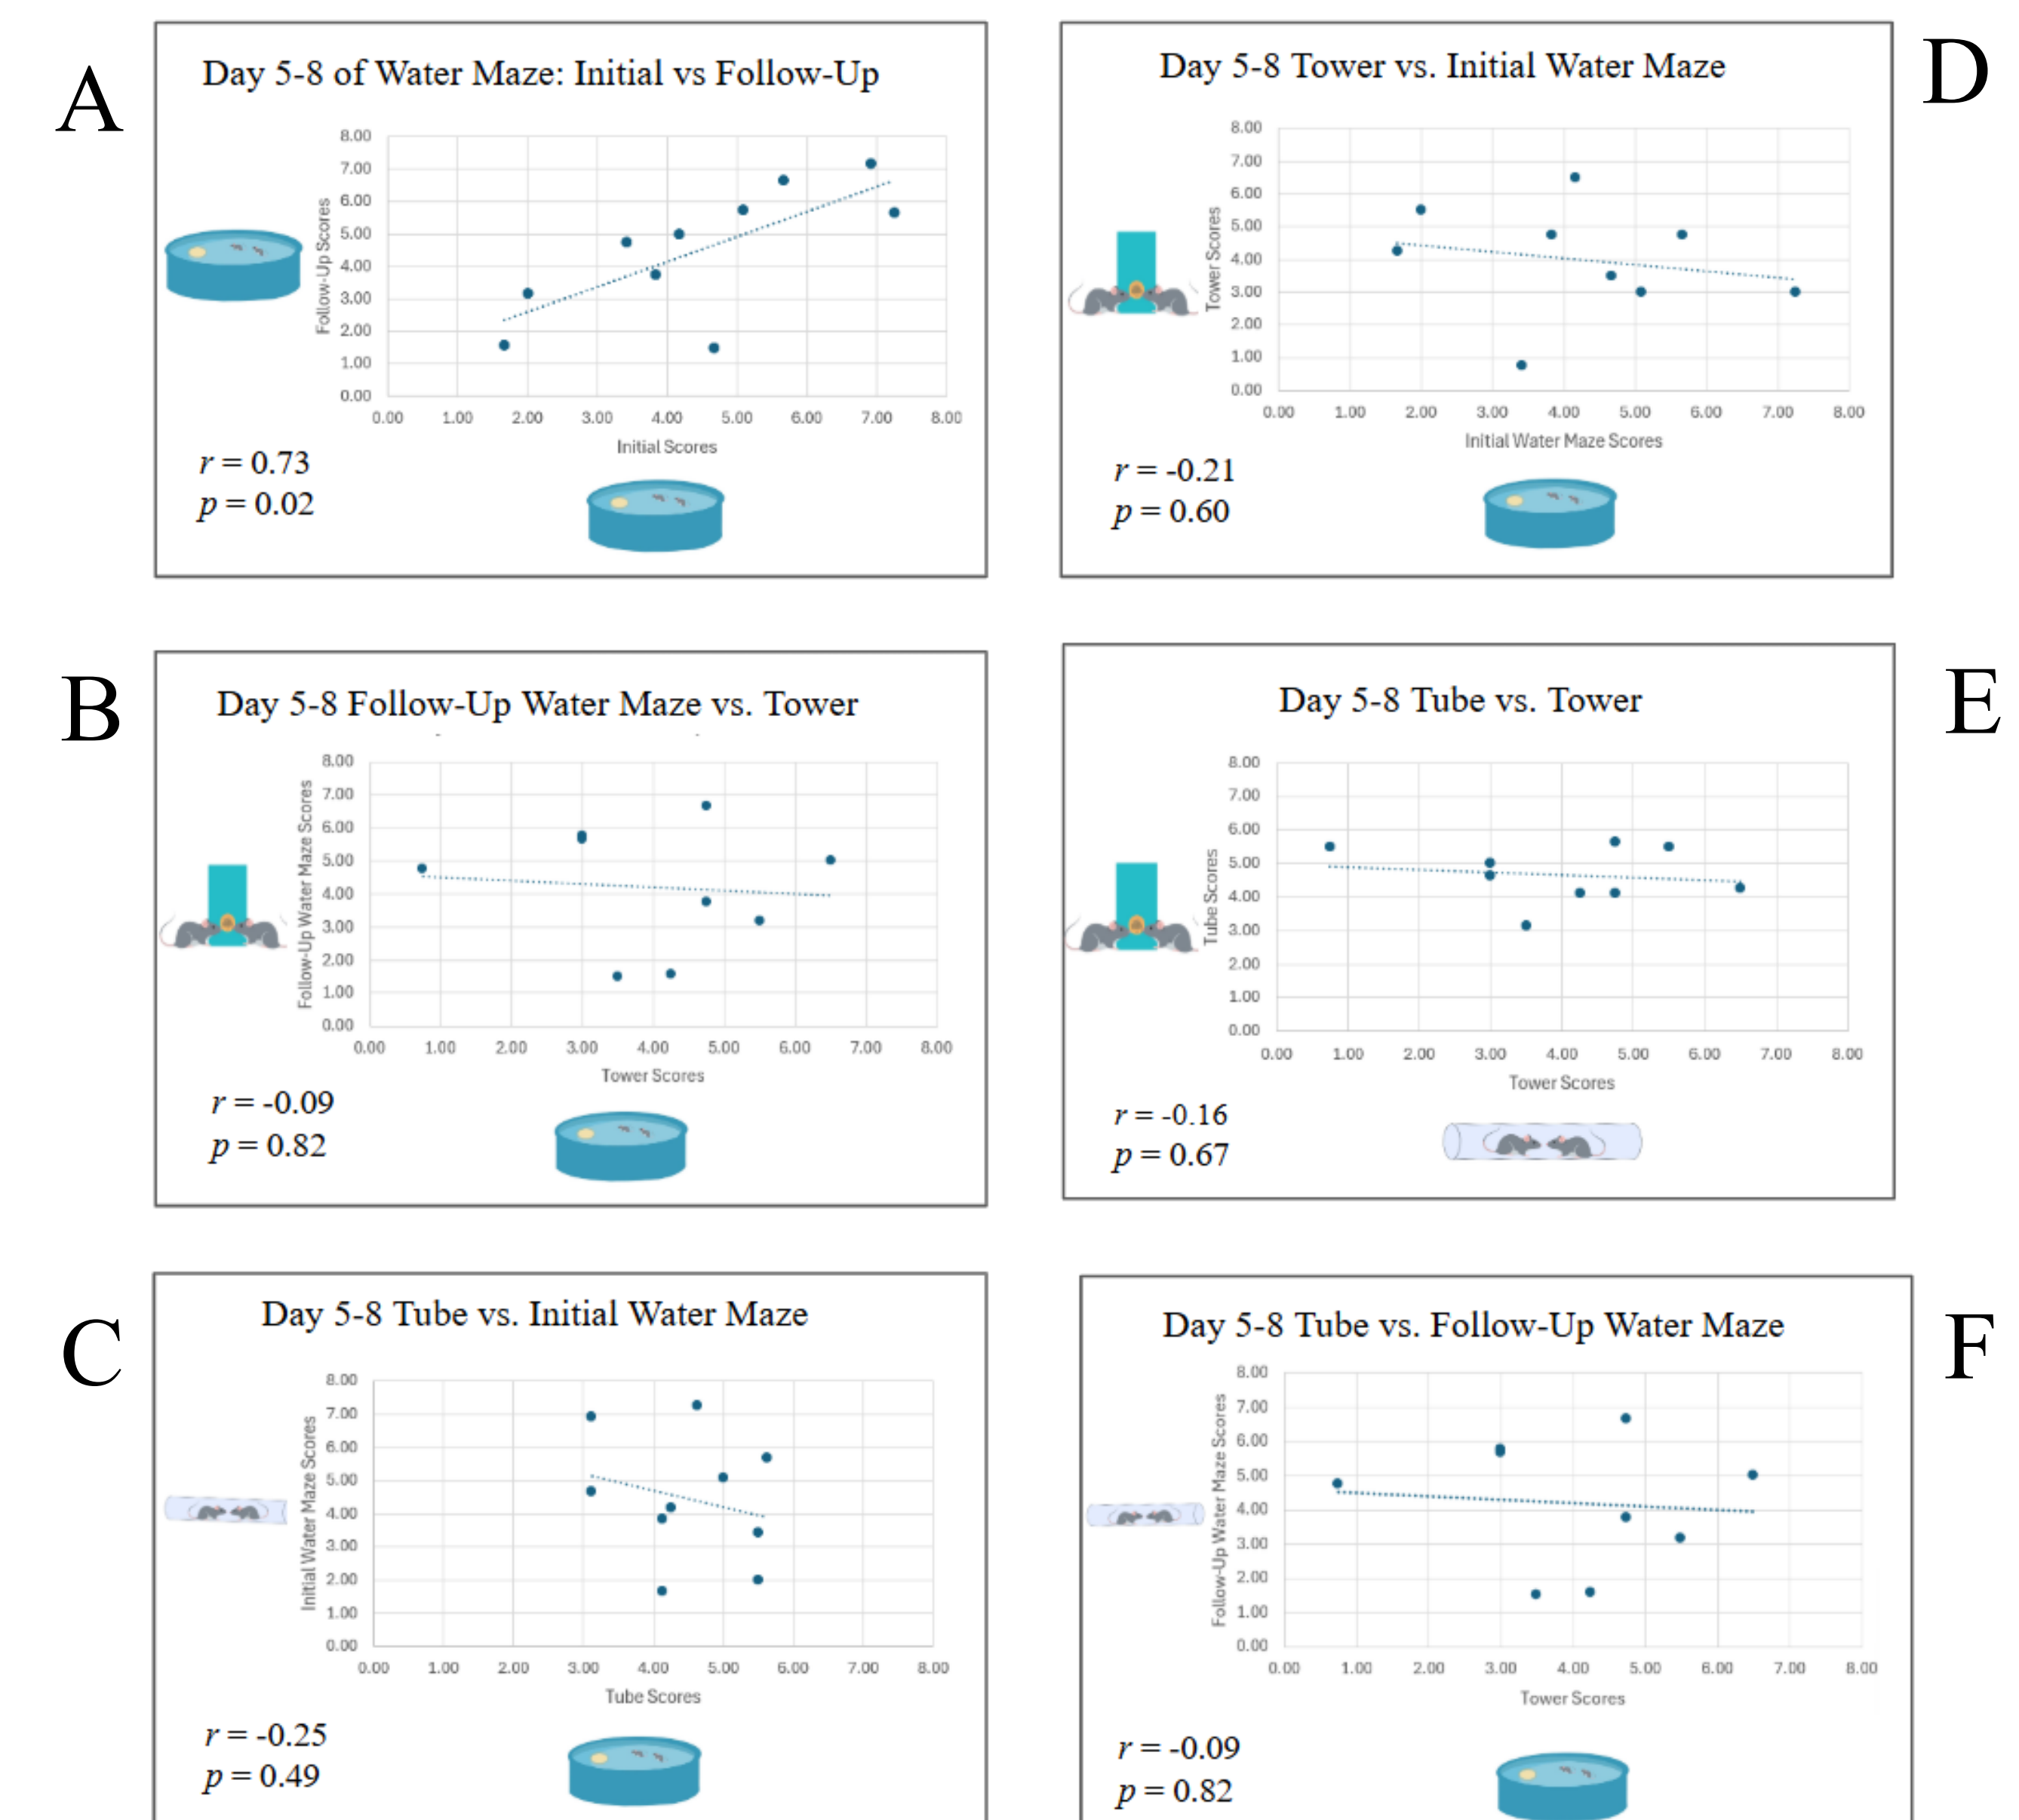 A
Day 5-8 of Water Maze: Initial vs Follow-Up
Follow-Up Scores
8.00
7.00
6.00
5.00
4.00
3.00
2.00
1.00
0.00
0.00 1.00 2.00 3.00 4.00 5.00 6.00 7.00 8.00
Initial Scores
r = 0.73
p = 0.02
D
Day 5-8 Tower vs. Initial Water Maze
Tower Scores
8.00
7.00
6.00
5.00
4.00
3.00
2.00
1.00
0.00
0.00 1.00 2.00 3.00 4.00 5.00 6.00 7.00 8.00
Initial Water Maze Scores
r = -0.21
p = 0.60
B
Day 5-8 Follow-Up Water Maze vs. Tower
Follow-Up Water Maze Scores
8.00
7.00
6.00
5.00
4.00
3.00
2.00
1.00
0.00
0.00 1.00 2.00 3.00 4.00 5.00 6.00 7.00 8.00
Tower Scores
r = -0.09
p = 0.82
E
Day 5-8 Tube vs. Tower
Tube Scores
8.00
7.00
6.00
5.00
4.00
3.00
2.00
1.00
0.00
0.00 1.00 2.00 3.00 4.00 5.00 6.00 7.00 8.00
Tower Scores
r = -0.16
p = 0.67
C
Day 5-8 Tube vs. Initial Water Maze
Initial Water Maze Scores
8.00
7.00
6.00
5.00
4.00
3.00
2.00
1.00
0.00
0.00 1.00 2.00 3.00 4.00 5.00 6.00 7.00 8.00
Tube Scores
r = -0.25
p = 0.49
F
Day 5-8 Tube vs. Follow-Up Water Maze
Follow-Up Water Maze Scores
8.00
7.00
6.00
5.00
4.00
3.00
2.00
1.00
0.00
0.00 1.00 2.00 3.00 4.00 5.00 6.00 7.00 8.00
Tower Scores
r = -0.09
p = 0.82